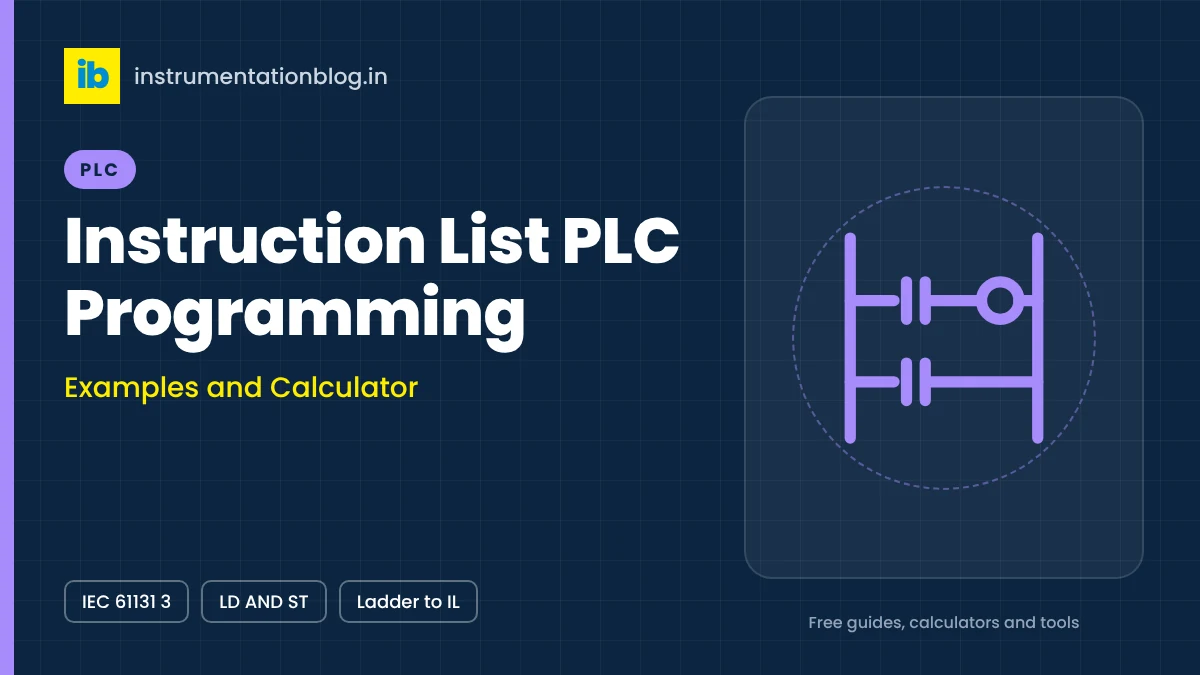 ib
instrumentationblog.in
PLC
Instruction List PLC
Programming
Examples and Calculator
IEC 61131 3
LD AND ST
Ladder to IL
Free guides, calculators and tools